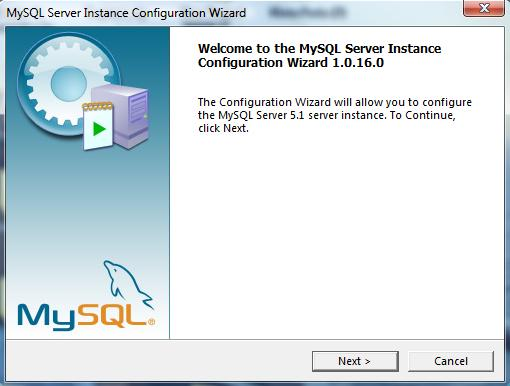 MySQL Server Instance Configuration Wizard
Welcome to the MySQL Server Instance
Configuration Wizard 1.0.16.0
The Configuration Wizard will allow you to configure
the MySQL Server 5.1 server instance. To Continue,
click Next.
MySQL®
Next >
Cancel